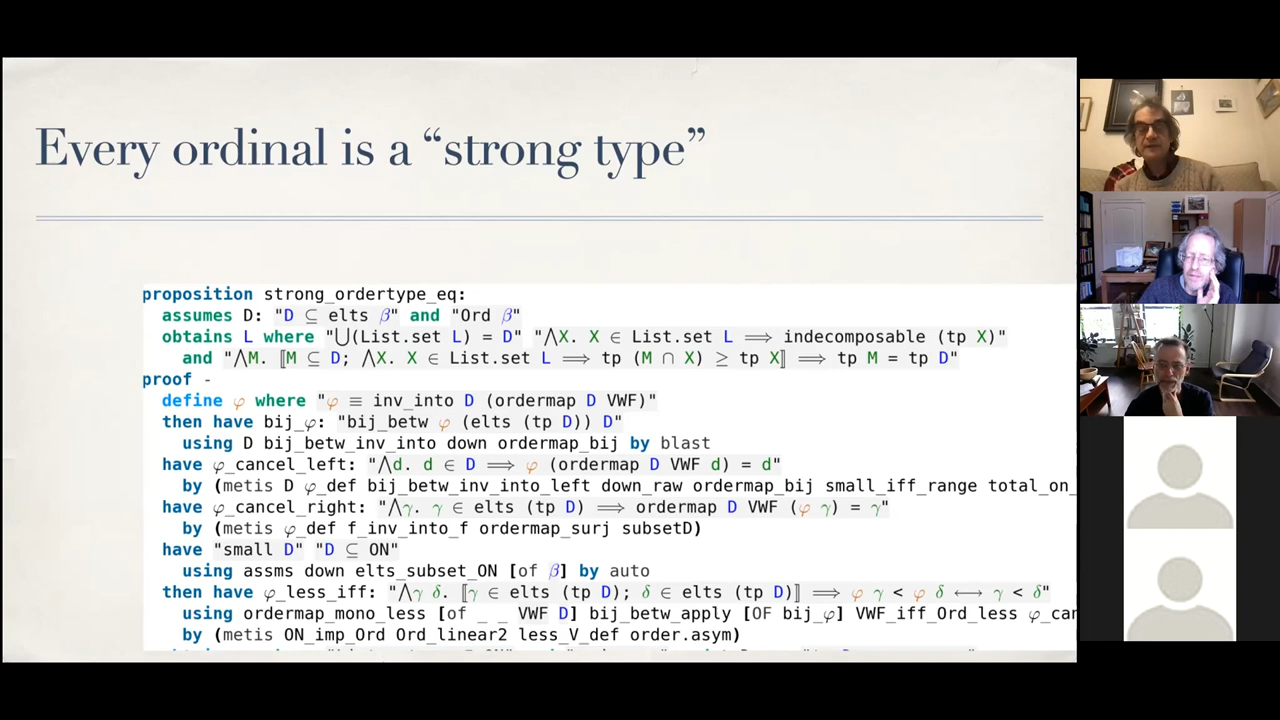 Every ordinal is a “strong type”
proposition strong_ordertype_eq:
assumes D: "D ⊆ elts β" and "Ord β"
obtains L where "⋃(List.set L) = D" "⋀X. X ∈ List.set L ⟹ indecomposable (tp X)"
and "⋀M. ⟦M ⊆ D; ⋀X. X ∈ List.set L ⟹ tp (M ∩ X) ≥ tp X⟧ ⟹ tp M = tp D"
proof -
define φ where "φ ≡ inv_into D (ordermap D VWF)"
then have bij_φ: "bij_betw φ (elts (tp D)) D"
using D bij_betw_inv_into down ordermap_bij by blast
have φ_cancel_left: "⋀d. d ∈ D ⟹ φ (ordermap D VWF d) = d"
by (metis D φ_def bij_betw_inv_into_left down_raw ordermap_bij small_iff_range total_on_
have φ_cancel_right: "⋀γ. γ ∈ elts (tp D) ⟹ ordermap D VWF (φ γ) = γ"
by (metis φ_def f_inv_into_f ordermap_surj subsetD)
have "small D" "D ⊆ ON"
using assms down elts_subset_ON [of β] by auto
then have φ_less_iff: "⋀γ δ. ⟦γ ∈ elts (tp D); δ ∈ elts (tp D)⟧ ⟹ φ γ < φ δ ⟷ γ < δ"
using ordermap_mono_less [of _ _ VWF D] bij_betw_apply [OF bij_φ] VWF_iff_Ord_less φ_can
by (metis ON_imp_Ord Ord_linear2 less_V_def order.asym)